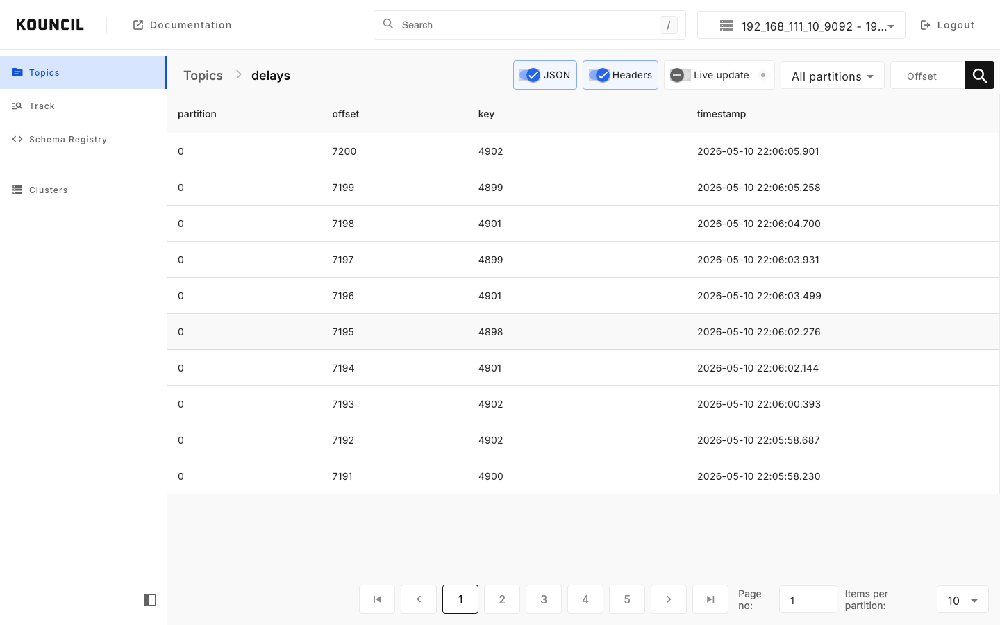 KOUNCIL
Documentation
Search
/
192_168_111_10_9092 - 19...
Logout
Topics
Track
Schema Registry
Clusters
Topics > delays
JSON
Headers
Live update
All partitions
Offset
partition offset key timestamp
0 7200 4902 2026-05-10 22:06:05.901
0 7199 4899 2026-05-10 22:06:05.258
0 7198 4901 2026-05-10 22:06:04.700
0 7197 4899 2026-05-10 22:06:03.931
0 7196 4901 2026-05-10 22:06:03.499
0 7195 4898 2026-05-10 22:06:02.276
0 7194 4901 2026-05-10 22:06:02.144
0 7193 4902 2026-05-10 22:06:00.393
0 7192 4902 2026-05-10 22:05:58.687
0 7191 4900 2026-05-10 22:05:58.230
1 2 3 4 5
Page
no:
1
Items per
partition:
10